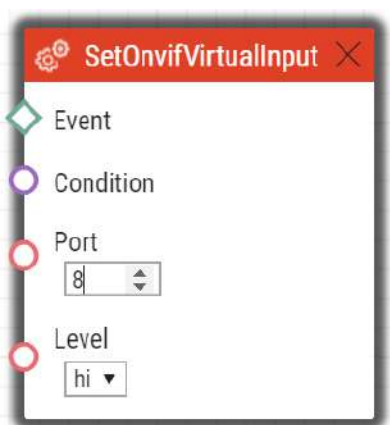 SetOnvifVirtualInput
Event
Condition
Port
8
Level
hi